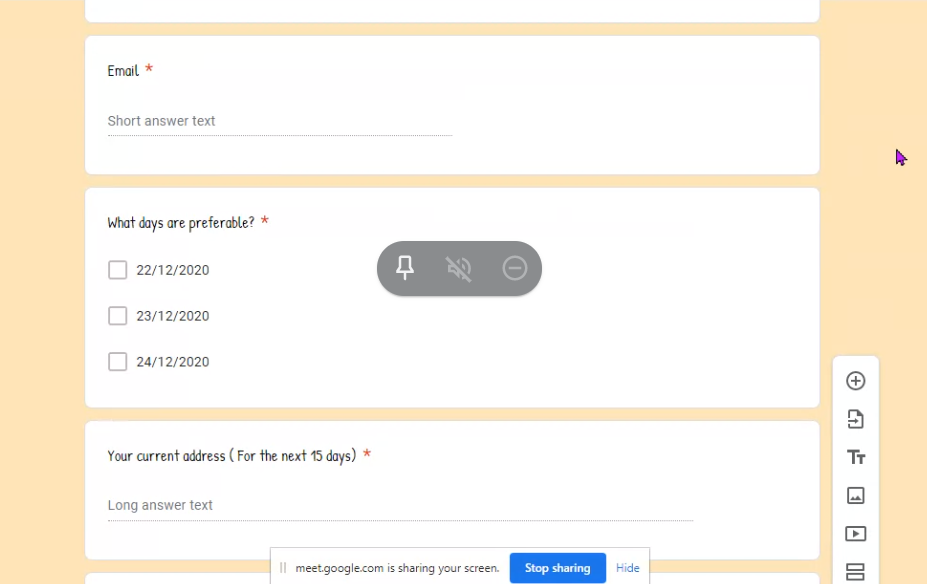 Email *
Short answer text
What days are preferable? *
22/12/2020
23/12/2020
24/12/2020
Your current address ( For the next 15 days) *
Long answer text
meet.google.com is sharing your screen. Stop sharing Hide